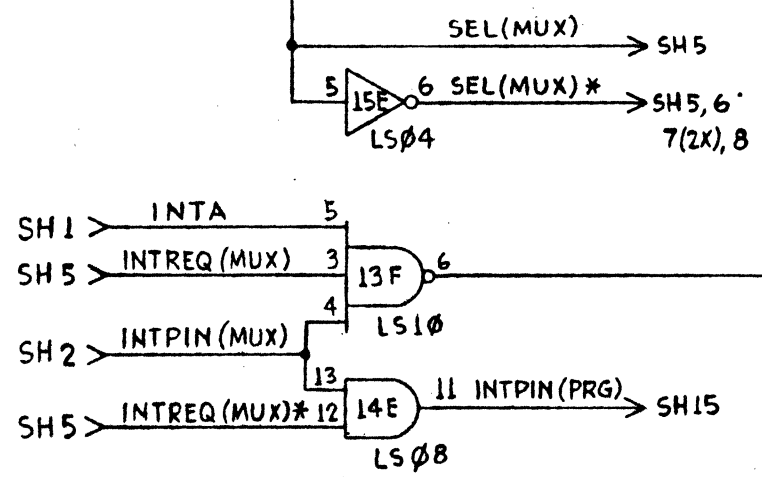 SEL(MUX) SH5
5 15E 6 SEL(MUX)* SH5, 6
LSØ4 7(2X), 8
SH1 INTA 5
SH5 INTREQ(MUX) 3 13F 6
4 LS1Ø
SH2 INTPIN(MUX)
13 11 INTPIN(PRG) SH15
SH5 INTREQ(MUX)* 12 14E
LSØ8